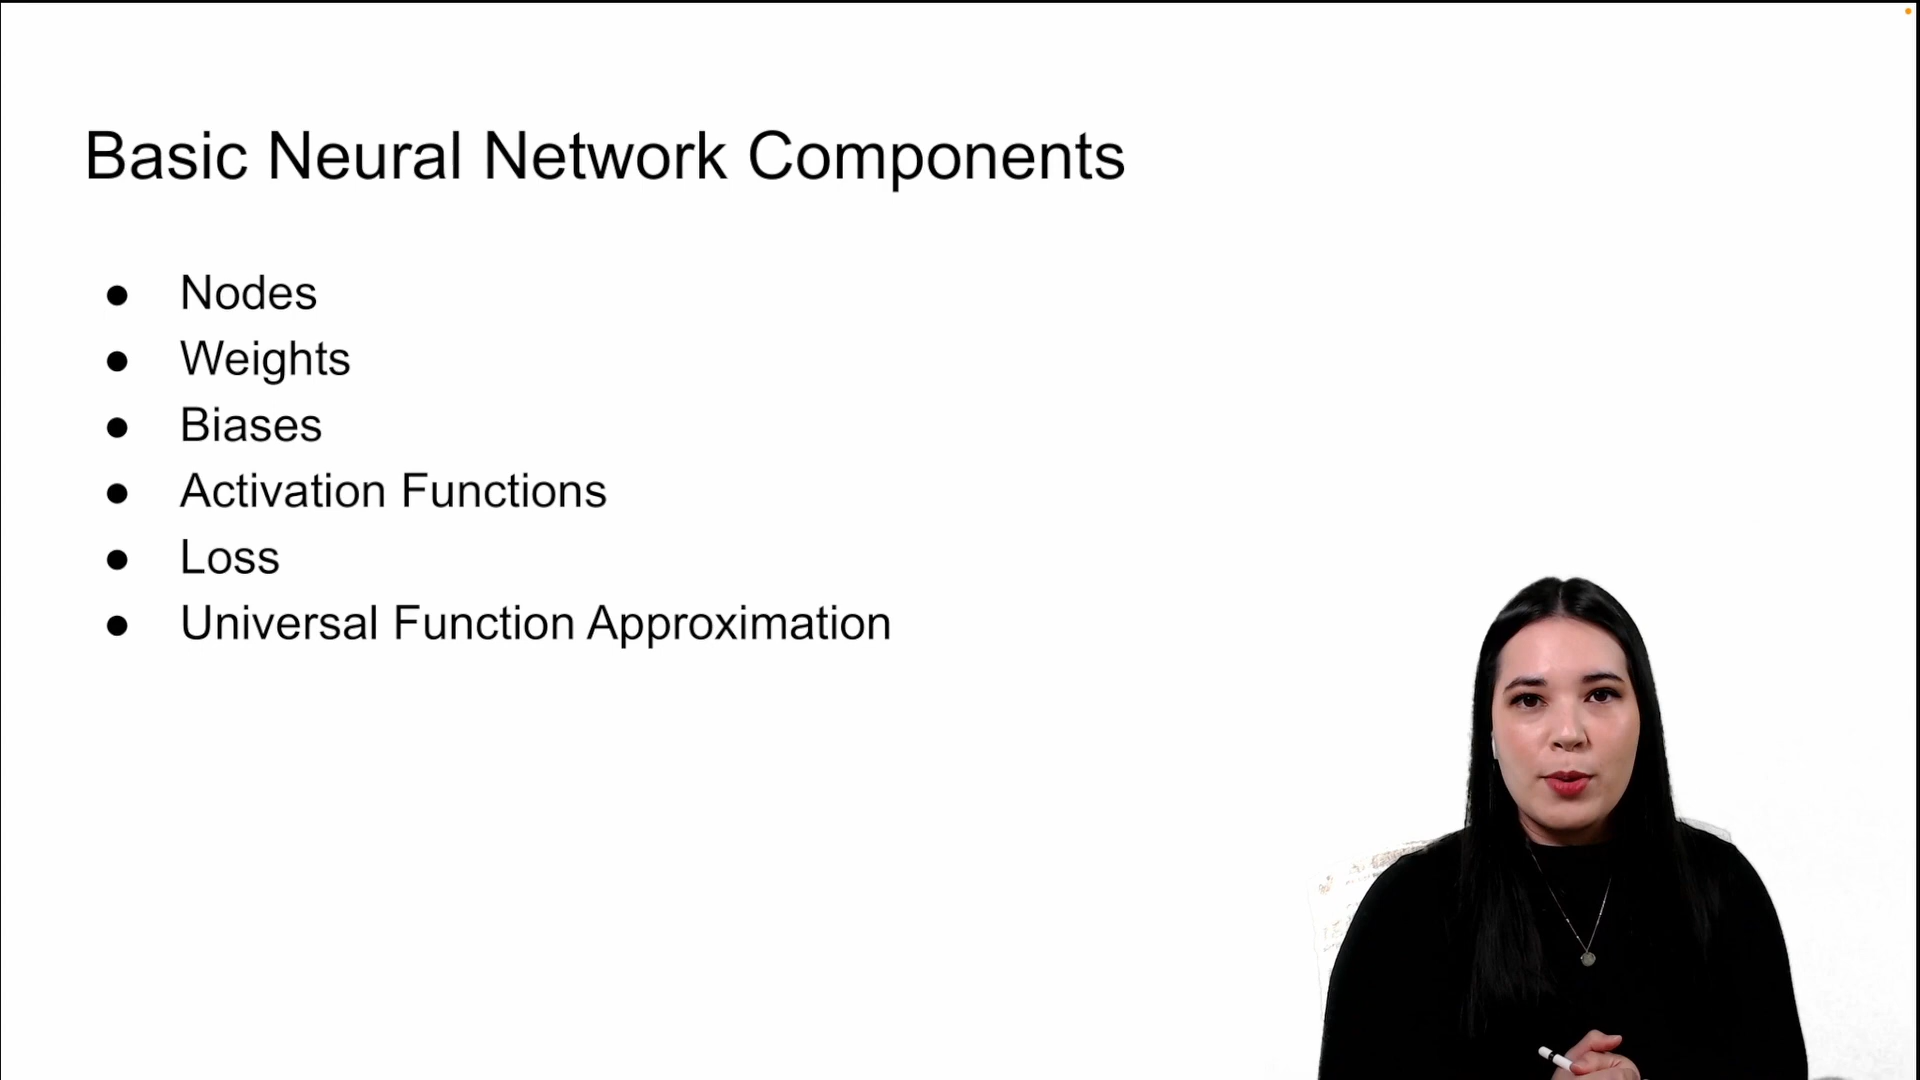 Basic Neural Network Components
● Nodes
● Weights
● Biases
● Activation Functions
● Loss
● Universal Function Approximation